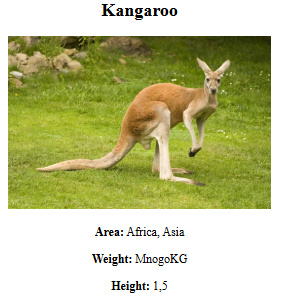 Kangaroo
Area: Africa, Asia
Weight: MnogoKG
Height: 1,5